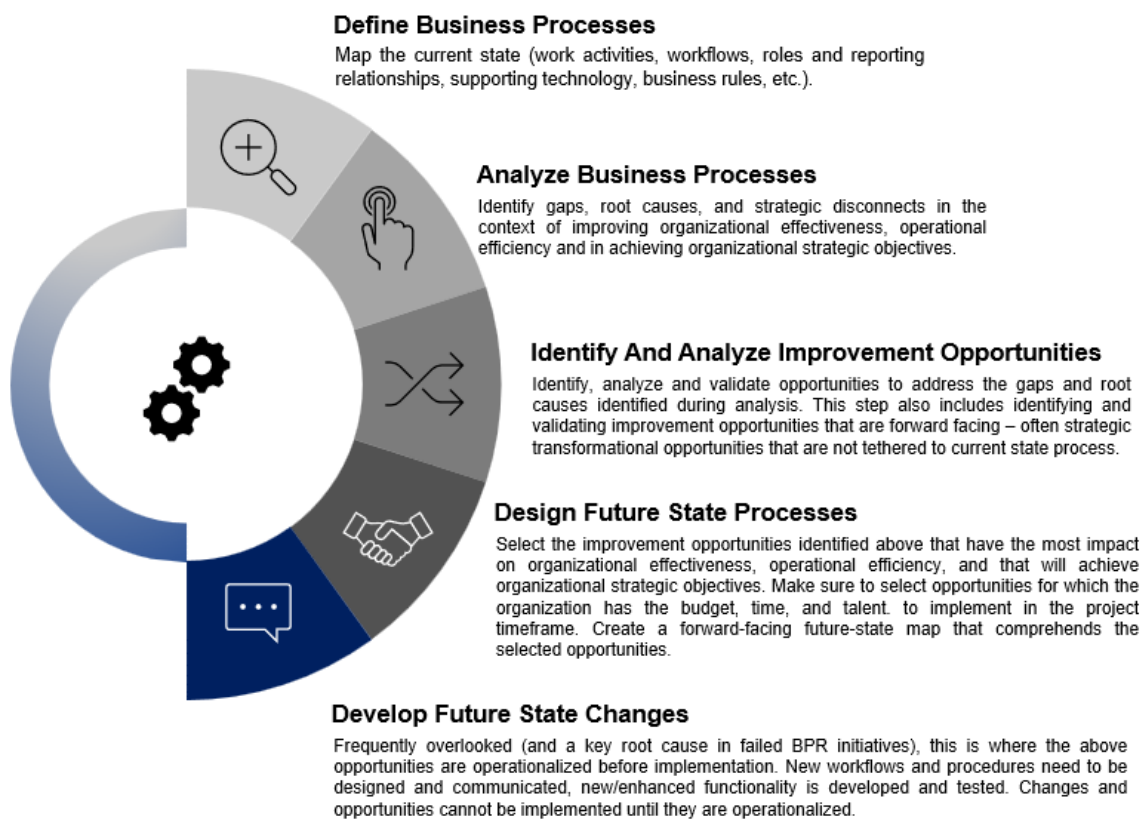 Define Business Processes
Map the current state (work activities, workflows, roles and reporting
relationships, supporting technology, business rules, etc.).
Analyze Business Processes
Identify gaps, root causes, and strategic disconnects in the
context of improving organizational effectiveness, operational
efficiency and in achieving organizational strategic objectives.
Identify And Analyze Improvement Opportunities
Identify, analyze and validate opportunities to address the gaps and root
causes identified during analysis. This step also includes identifying and
validating improvement opportunities that are forward facing – often strategic
transformational opportunities that are not tethered to current state process.
Design Future State Processes
Select the improvement opportunities identified above that have the most impact
on organizational effectiveness, operational efficiency, and that will achieve
organizational strategic objectives. Make sure to select opportunities for which the
organization has the budget, time, and talent. to implement in the project
timeframe. Create a forward-facing future-state map that comprehends the
selected opportunities.
Develop Future State Changes
Frequently overlooked (and a key root cause in failed BPR initiatives), this is where the above
opportunities are operationalized before implementation. New workflows and procedures need to be
designed and communicated, new/enhanced functionality is developed and tested. Changes and
opportunities cannot be implemented until they are operationalized.